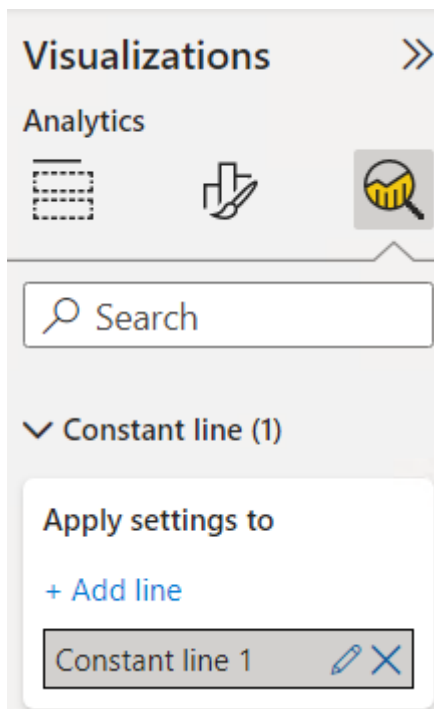 Visualizations
Analytics
Search
Constant line (1)
Apply settings to
+ Add line
Constant line 1